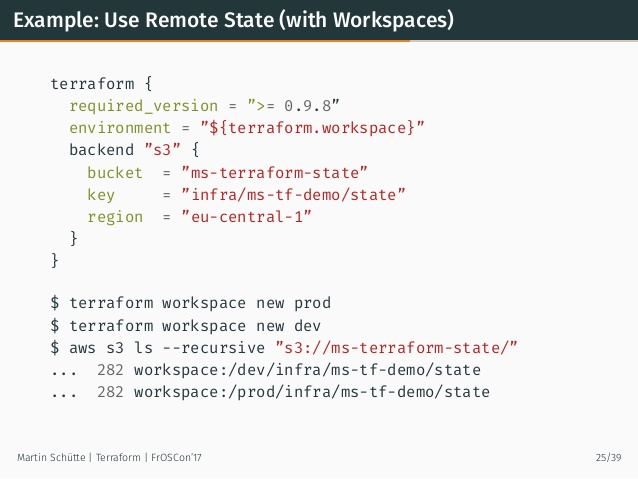 Example: Use Remote State (with Workspaces)
terraform {
  required_version = ”>= 0.9.8”
  environment = ”${terraform.workspace}”
  backend ”s3” {
    bucket  = ”ms-terraform-state”
    key     = ”infra/ms-tf-demo/state”
    region  = ”eu-central-1”
  }
}
$ terraform workspace new prod
$ terraform workspace new dev
$ aws s3 ls --recursive ”s3://ms-terraform-state/”
...  282 workspace:/dev/infra/ms-tf-demo/state
...  282 workspace:/prod/infra/ms-tf-demo/state
Martin Schütte | Terraform | FrOSCon’17 25/39